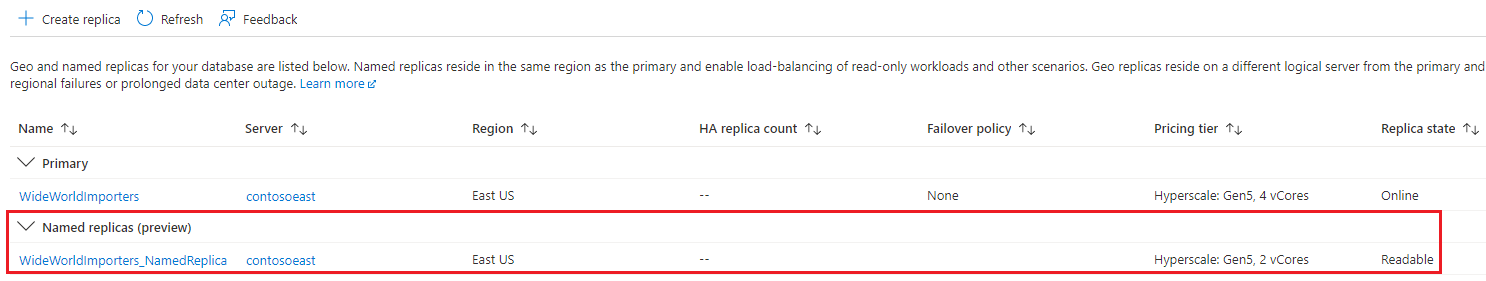 Create replica Refresh Feedback
Geo and named replicas for your database are listed below. Named replicas reside in the same region as the primary and enable load-balancing of read-only workloads and other scenarios. Geo replicas reside on a different logical server from the primary and
regional failures or prolonged data center outage. Learn more
Name Server Region HA replica count Failover policy Pricing tier Replica state
Primary
WideWorldImporters contosoeast East US -- None Hyperscale: Gen5, 4 vCores Online
Named replicas (preview)
WideWorldImporters_NamedReplica contosoeast East US -- Hyperscale: Gen5, 2 vCores Readable